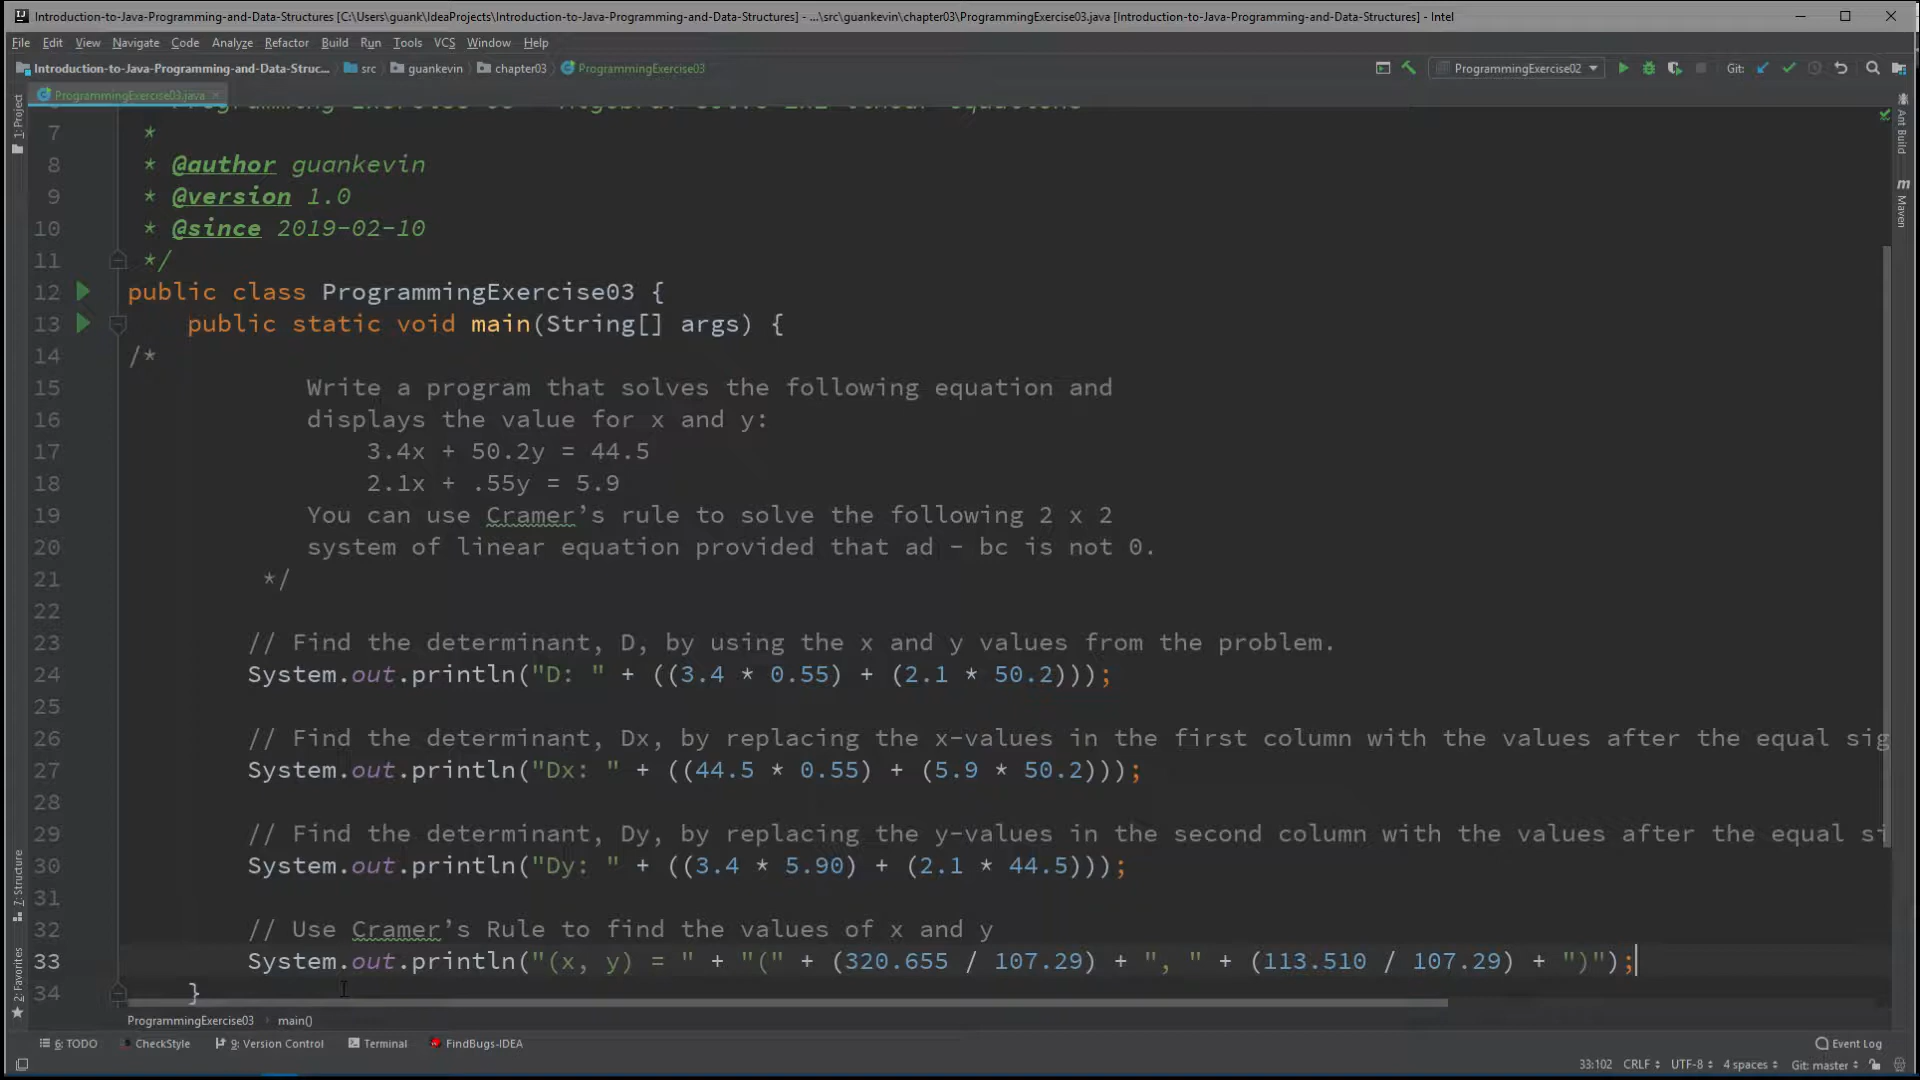 Introduction-to-Java-Programming-and-Data-Structures [C:\Users\guank\IdeaProjects\Introduction-to-Java-Programming-and-Data-Structures] - ...\src\guankevin\chapter03\ProgrammingExercise03.java [Introduction-to-Java-Programming-and-Data-Structures] - Intel
File Edit View Navigate Code Analyze Refactor Build Run Tools VCS Window Help
Introduction-to-Java-Programming-and-Data-Struc... src guankevin chapter03 ProgrammingExercise03 ProgrammingExercise02 Git:
ProgrammingExercise03.java
1: Project
Ant Build
Maven
7 *
8 * @author guankevin
9 * @version 1.0
10 * @since 2019-02-10
11 */
12 public class ProgrammingExercise03 {
13 public static void main(String[] args) {
14 /*
15 Write a program that solves the following equation and
16 displays the value for x and y:
17 3.4x + 50.2y = 44.5
18 2.1x + .55y = 5.9
19 You can use Cramer’s rule to solve the following 2 x 2
20 system of linear equation provided that ad - bc is not 0.
21 */
22
23 // Find the determinant, D, by using the x and y values from the problem.
24 System.out.println("D: " + ((3.4 * 0.55) + (2.1 * 50.2)));
25
26 // Find the determinant, Dx, by replacing the x-values in the first column with the values after the equal sig
27 System.out.println("Dx: " + ((44.5 * 0.55) + (5.9 * 50.2)));
28
29 // Find the determinant, Dy, by replacing the y-values in the second column with the values after the equal si
30 System.out.println("Dy: " + ((3.4 * 5.90) + (2.1 * 44.5)));
31
32 // Use Cramer’s Rule to find the values of x and y
33 System.out.println("(x, y) = " + "(" + (320.655 / 107.29) + ", " + (113.510 / 107.29) + ")");
34 }
7: Structure
2: Favorites
ProgrammingExercise03 › main()
6: TODO CheckStyle 9: Version Control Terminal FindBugs-IDEA Event Log
33:102 CRLF UTF-8 4 spaces Git: master